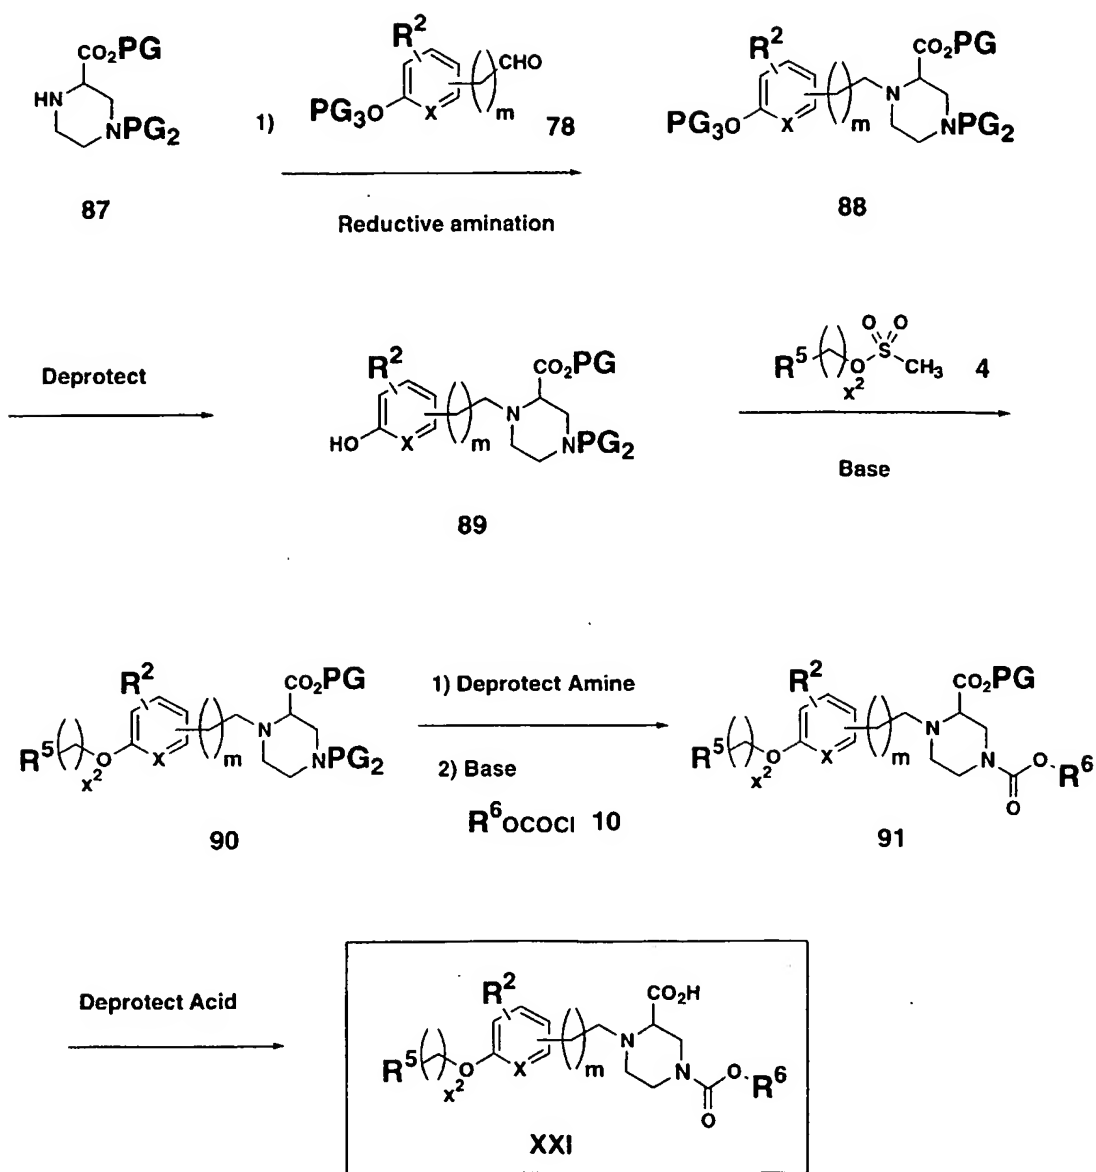 CO₂PG
HN
NPG₂
87
1)
R²
CHO
PG₃O
X
m
78
Reductive amination
R²
CO₂PG
PG₃O
X
m
N
NPG₂
88
Deprotect
R²
CO₂PG
HO
X
m
N
NPG₂
89
O O
R⁵ O S CH₃ 4
x²
Base
R²
CO₂PG
R⁵ O
x²
X
m
N
NPG₂
90
1) Deprotect Amine
2) Base
R⁶OCOCl 10
R²
CO₂PG
R⁵ O
x²
X
m
N
N
O
O
R⁶
91
Deprotect Acid
R²
CO₂H
R⁵ O
x²
X
m
N
N
O
O
R⁶
XXI